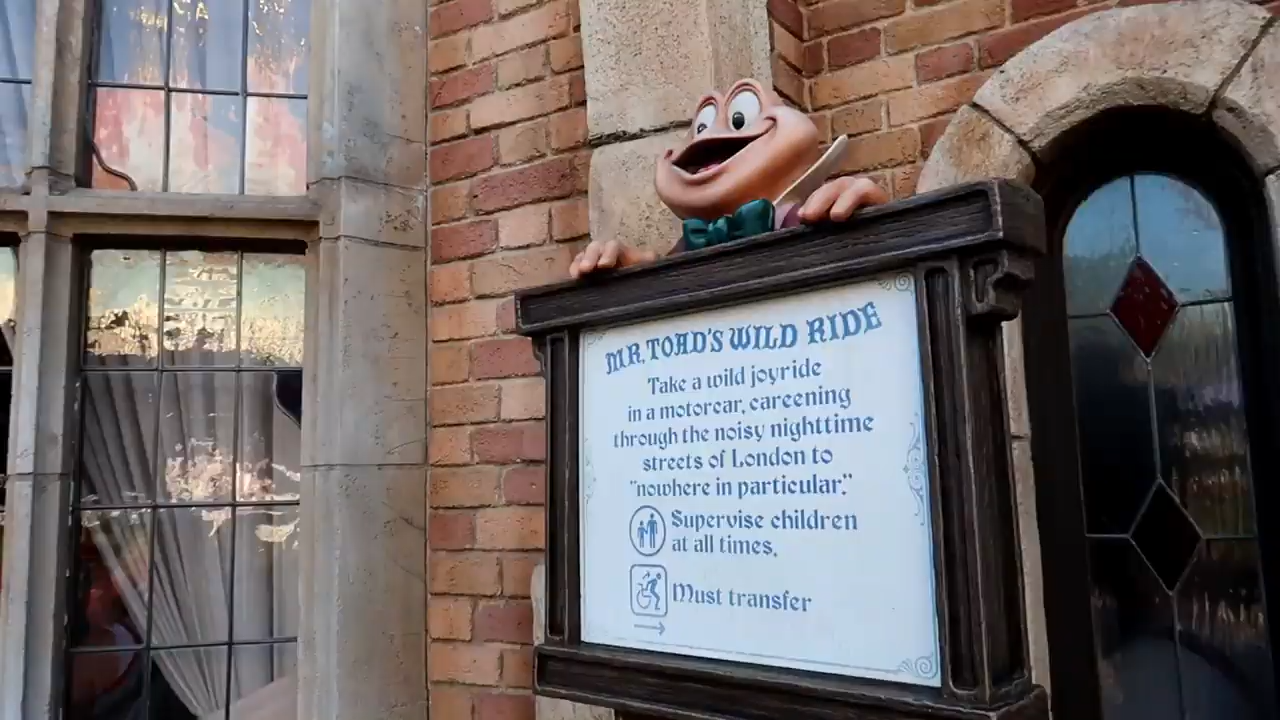 MR. TOAD'S WILD RIDE
Take a wild joyride
in a motorcar, careening
through the noisy nighttime
streets of London to
"nowhere in particular."
Supervise children
at all times.
Must transfer